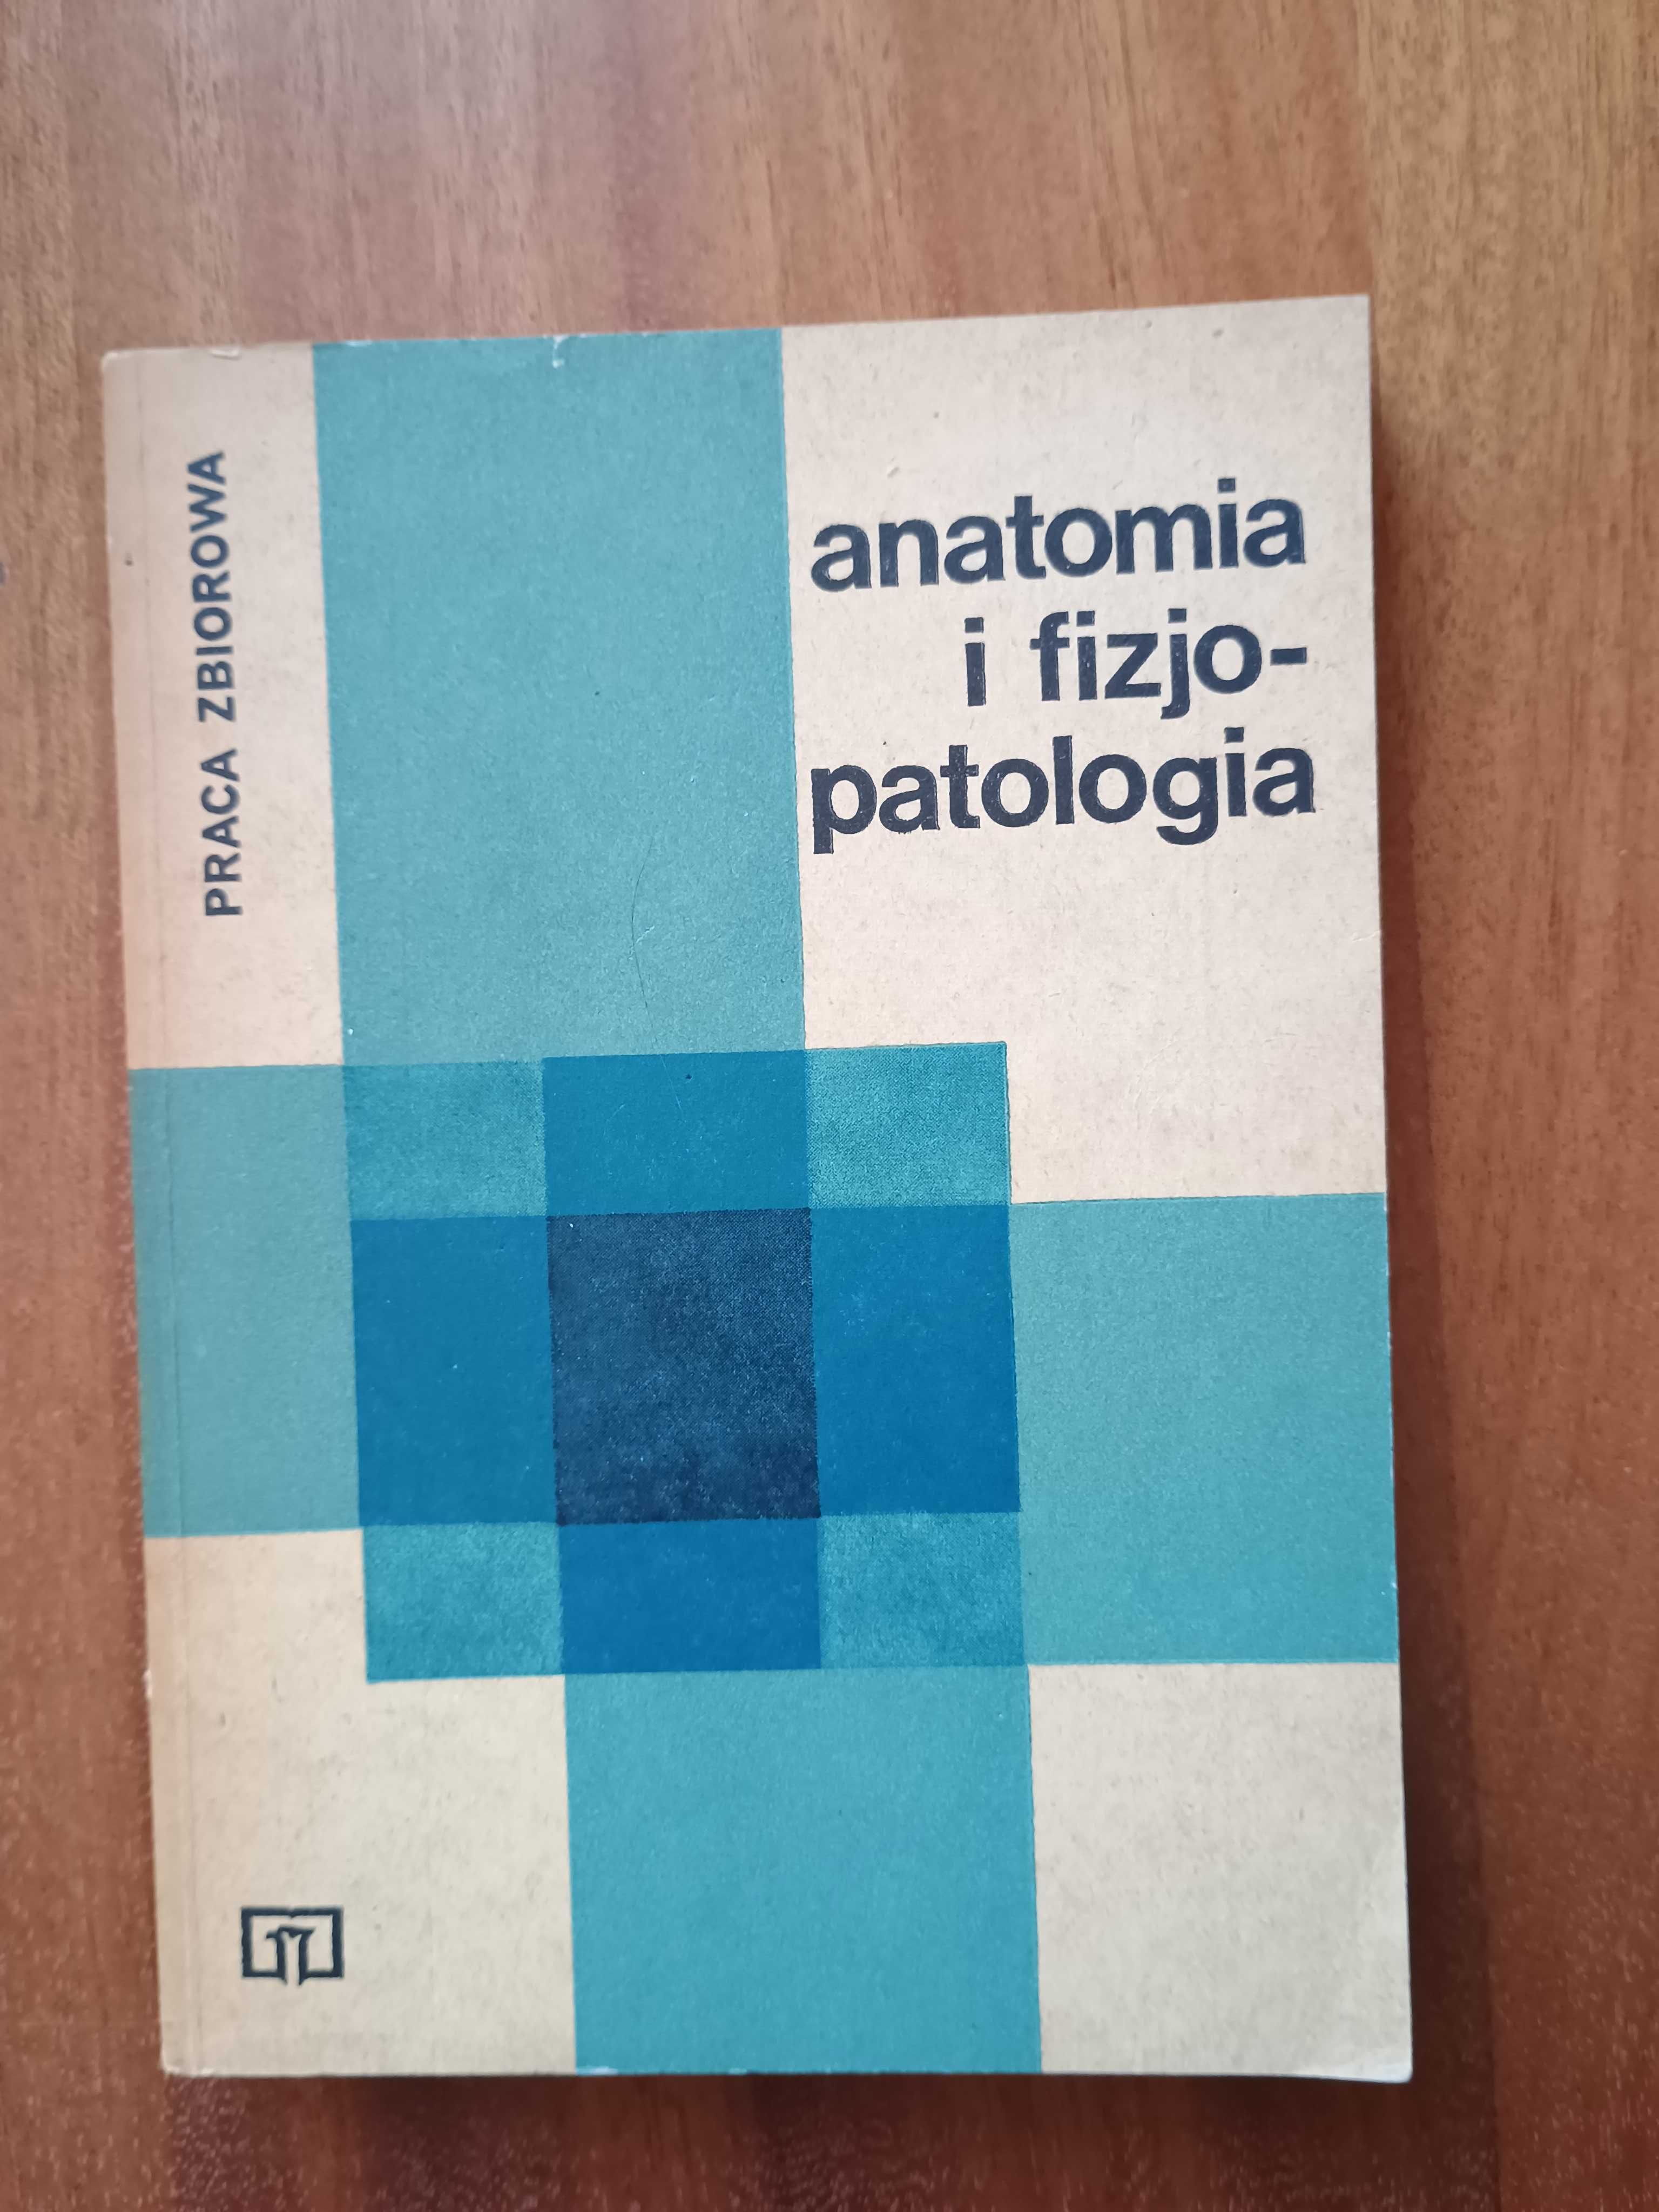 PRACA ZBIOROWA
anatomia
i fizjo-
patologia